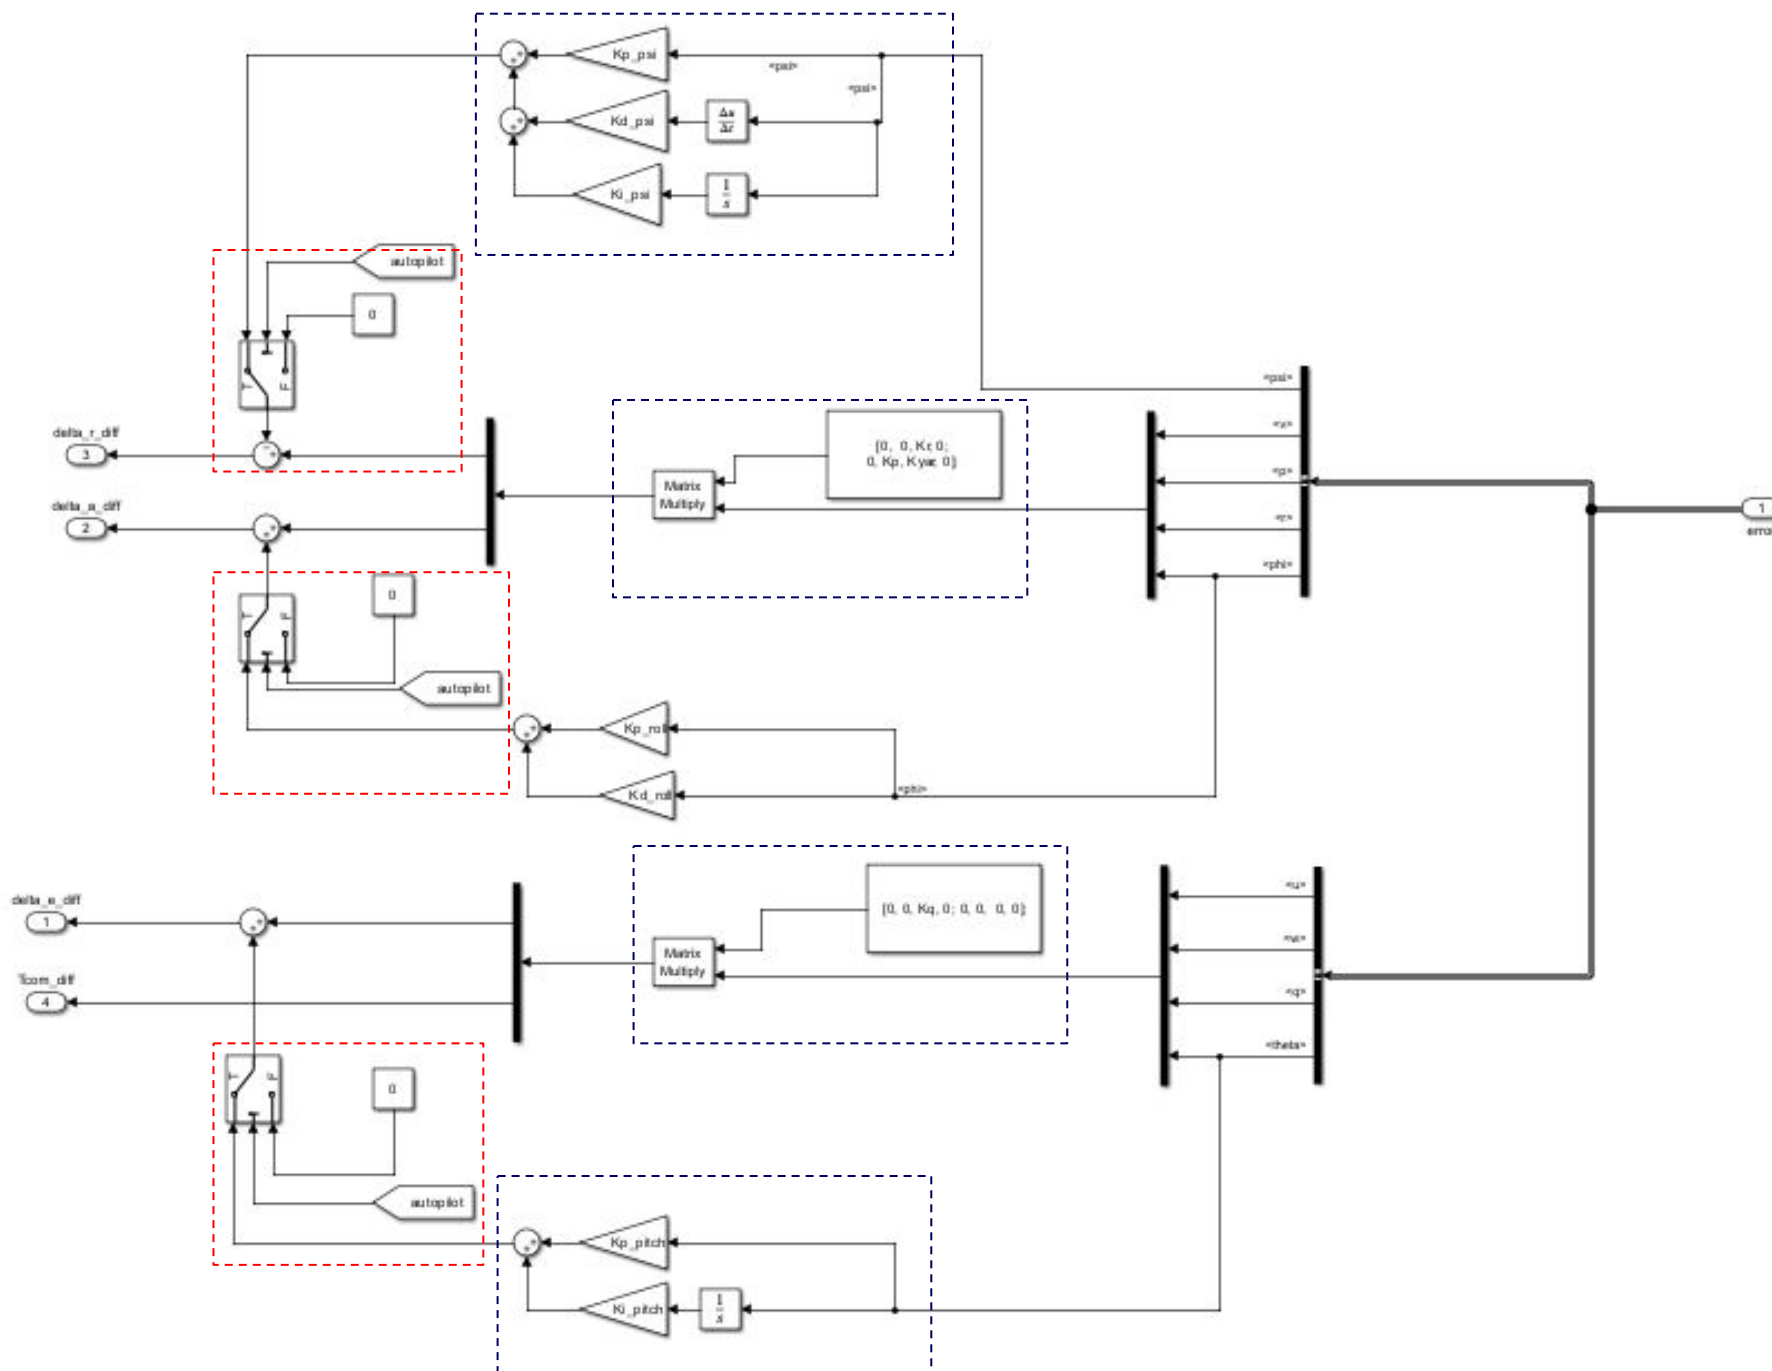 Kp_psi
<psi>
<psi>
Kd_psi
Δu
Δt
Ki_psi
1
s
autopilot
0
T
F
<psi>
delta_r_diff
3
[0, 0, Kr, 0;
0, Kp, Kyar, 0]
<p>
Matrix
Multiply
delta_a_diff
2
1
<r>
<phi>
0
T
F
autopilot
Kp_roll
Kd_roll
<phi>
delta_e_diff
1
[0, 0, Kq, 0; 0, 0, 0, 0]
<u>
<w>
Matrix
Multiply
Tcom_diff
4
<q>
<theta>
T
F
0
autopilot
Kp_pitch
Ki_pitch
1
s